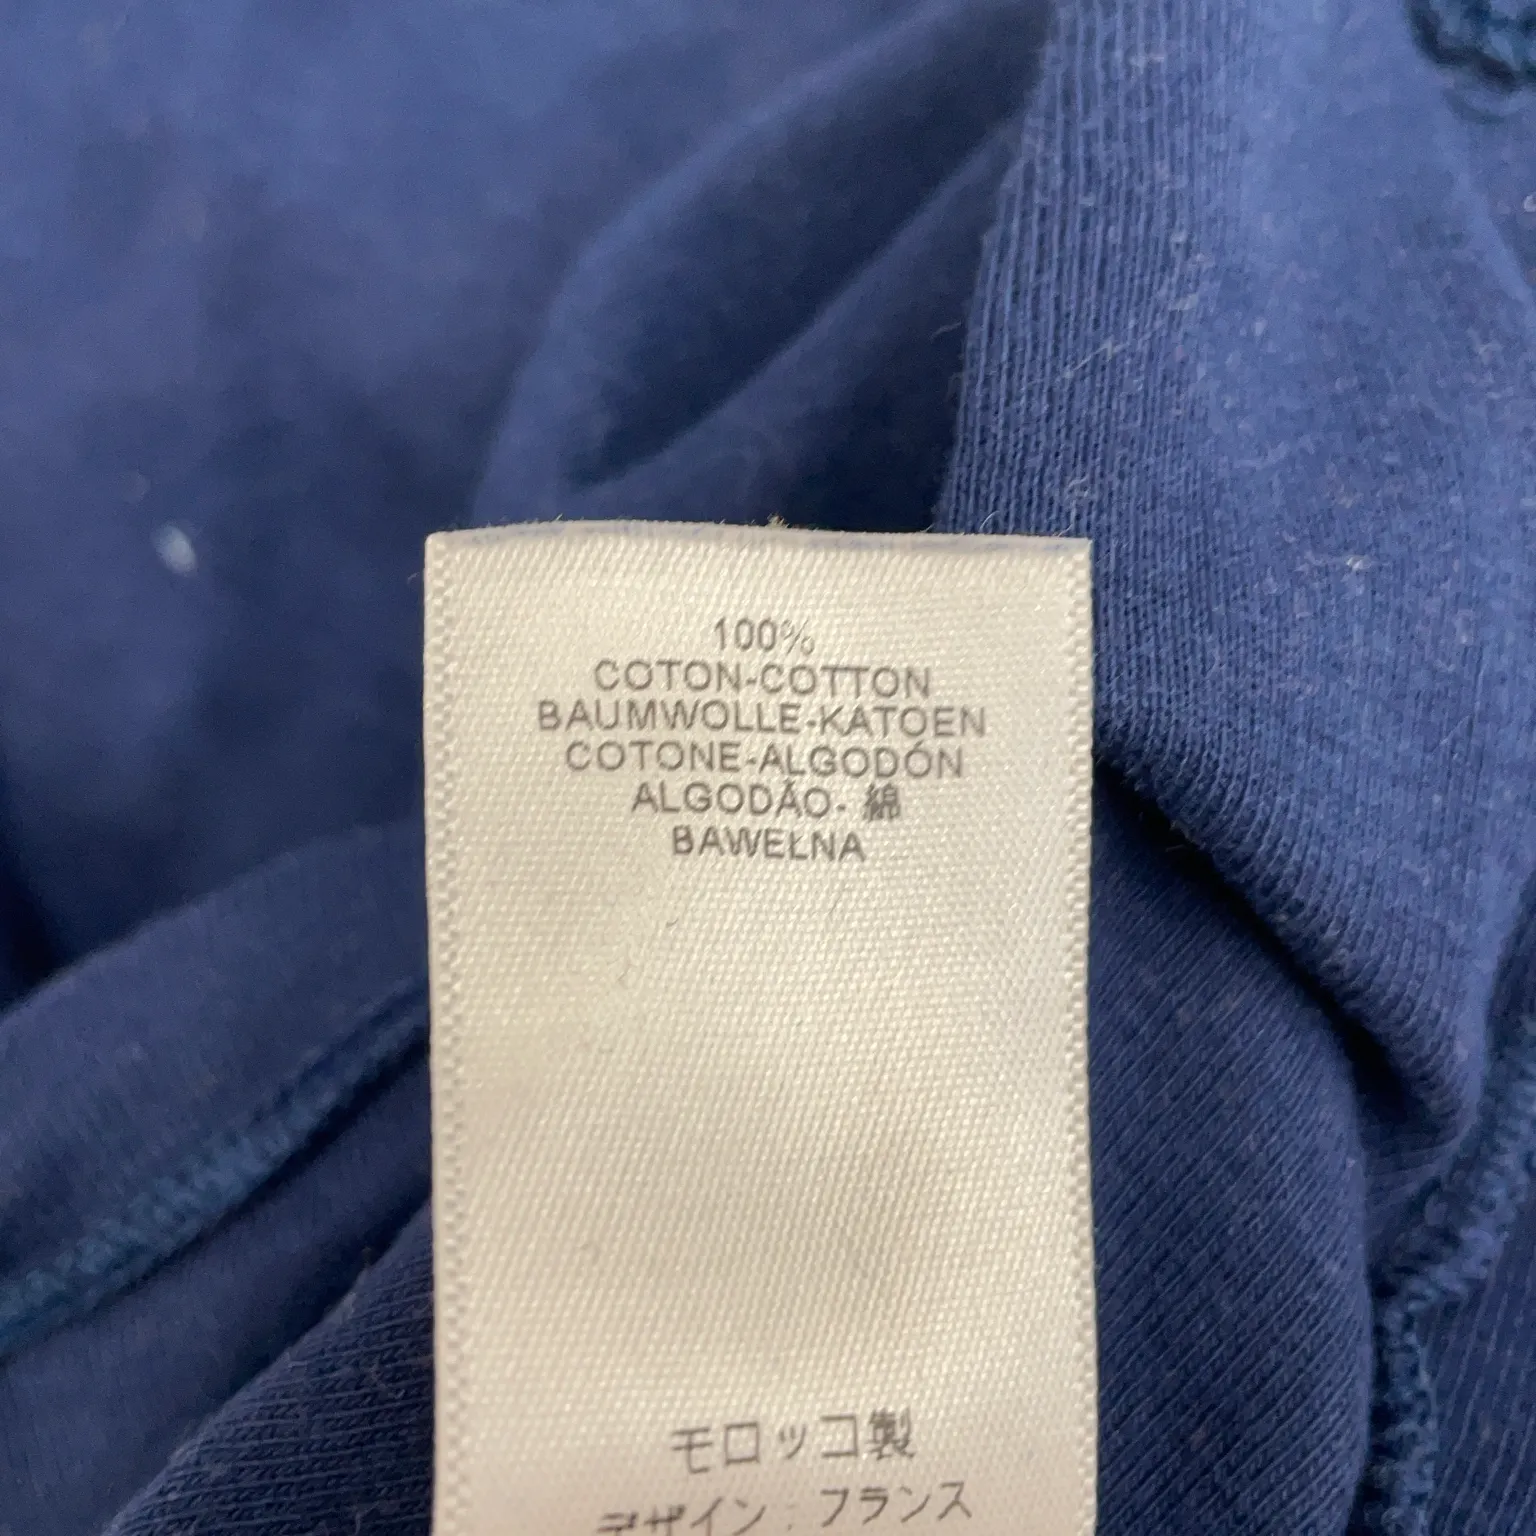 100%
COTON-COTTON
BAUMWOLLE-KATOEN
COTONE-ALGODÓN
ALGODÃO- 綿
BAWEŁNA
モロッコ製
デザイン：フランス